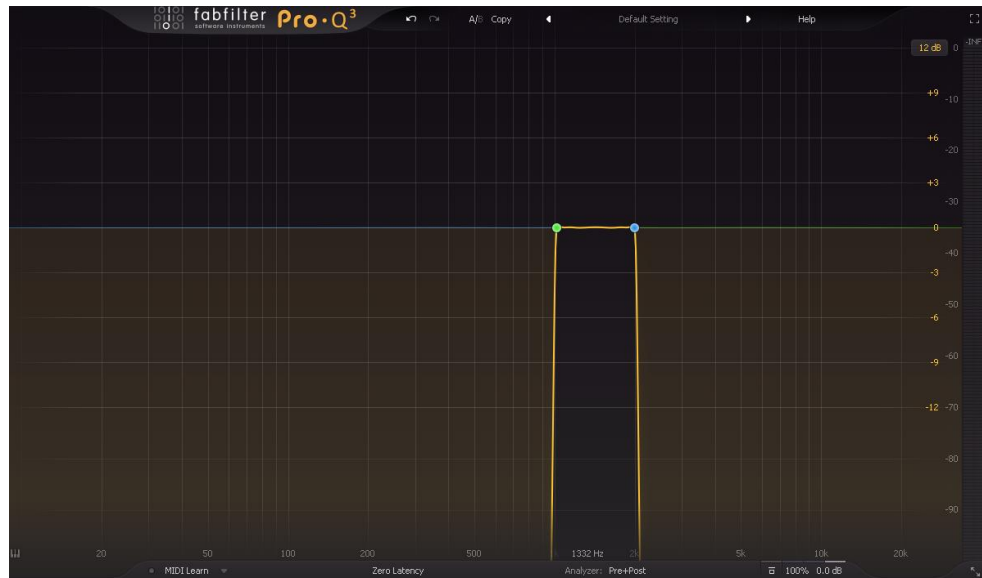 fabfilter Pro·Q³
software instruments
A/B Copy Default Setting Help
12 dB 0 -INF
+9 -10
+6 -20
+3 -30
0 -40
-3 -50
-6 -60
-9
-12 -70
-80
-90
20 50 100 200 500 1332 Hz 2k 5k 10k 20k
MIDI Learn Zero Latency Analyzer: Pre+Post 100% 0.0 dB